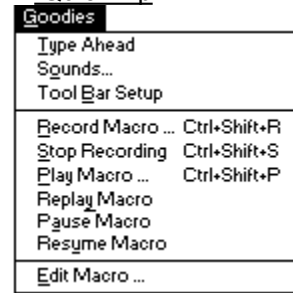 Goodies
Type Ahead
Sounds...
Tool Bar Setup
Record Macro ... Ctrl+Shift+R
Stop Recording Ctrl+Shift+S
Play Macro ... Ctrl+Shift+P
Replay Macro
Pause Macro
Resume Macro
Edit Macro ...